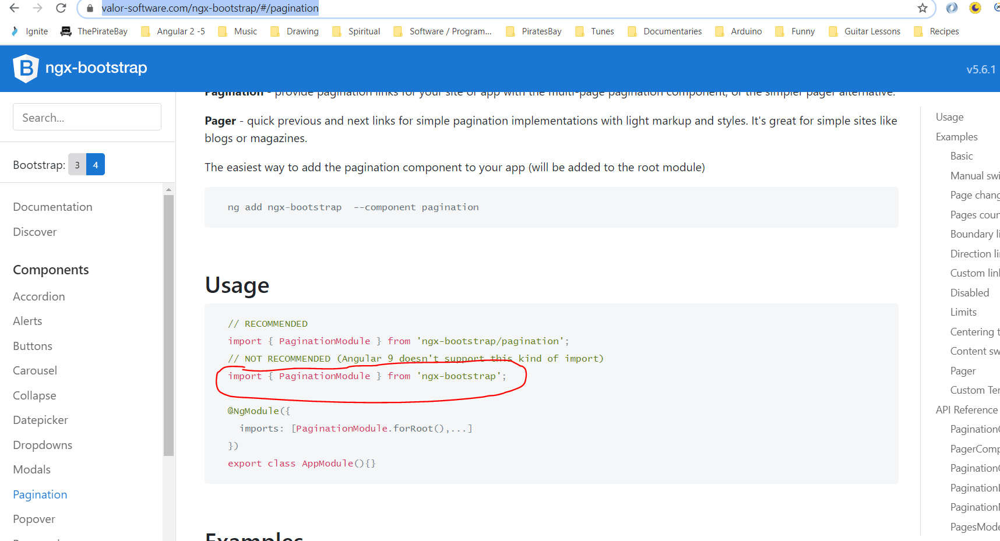 valor-software.com/ngx-bootstrap/#/pagination
Ignite ThePirateBay Angular 2 -5 Music Drawing Spiritual Software / Program... PiratesBay Tunes Documentaries Arduino Funny Guitar Lessons Recipes
B ngx-bootstrap
v5.6.1
Search...
Bootstrap: 3 4
Documentation
Discover
Components
Accordion
Alerts
Buttons
Carousel
Collapse
Datepicker
Dropdowns
Modals
Pagination
Popover
Pagination - provide pagination links for your site or app with the multi-page pagination component, or the simpler pager alternative.
Pager - quick previous and next links for simple pagination implementations with light markup and styles. It's great for simple sites like
blogs or magazines.
The easiest way to add the pagination component to your app (will be added to the root module)
ng add ngx-bootstrap  --component pagination
Usage
// RECOMMENDED
import { PaginationModule } from 'ngx-bootstrap/pagination';
// NOT RECOMMENDED (Angular 9 doesn't support this kind of import)
import { PaginationModule } from 'ngx-bootstrap';
@NgModule({
imports: [PaginationModule.forRoot(),...]
})
export class AppModule(){}
Examples
Usage
Examples
Basic
Manual swi
Page chang
Pages coun
Boundary li
Direction lin
Custom link
Disabled
Limits
Centering t
Content sw
Pager
Custom Tem
API Reference
PaginationC
PagerComp
PaginationC
PaginationL
PaginationM
PagesMode